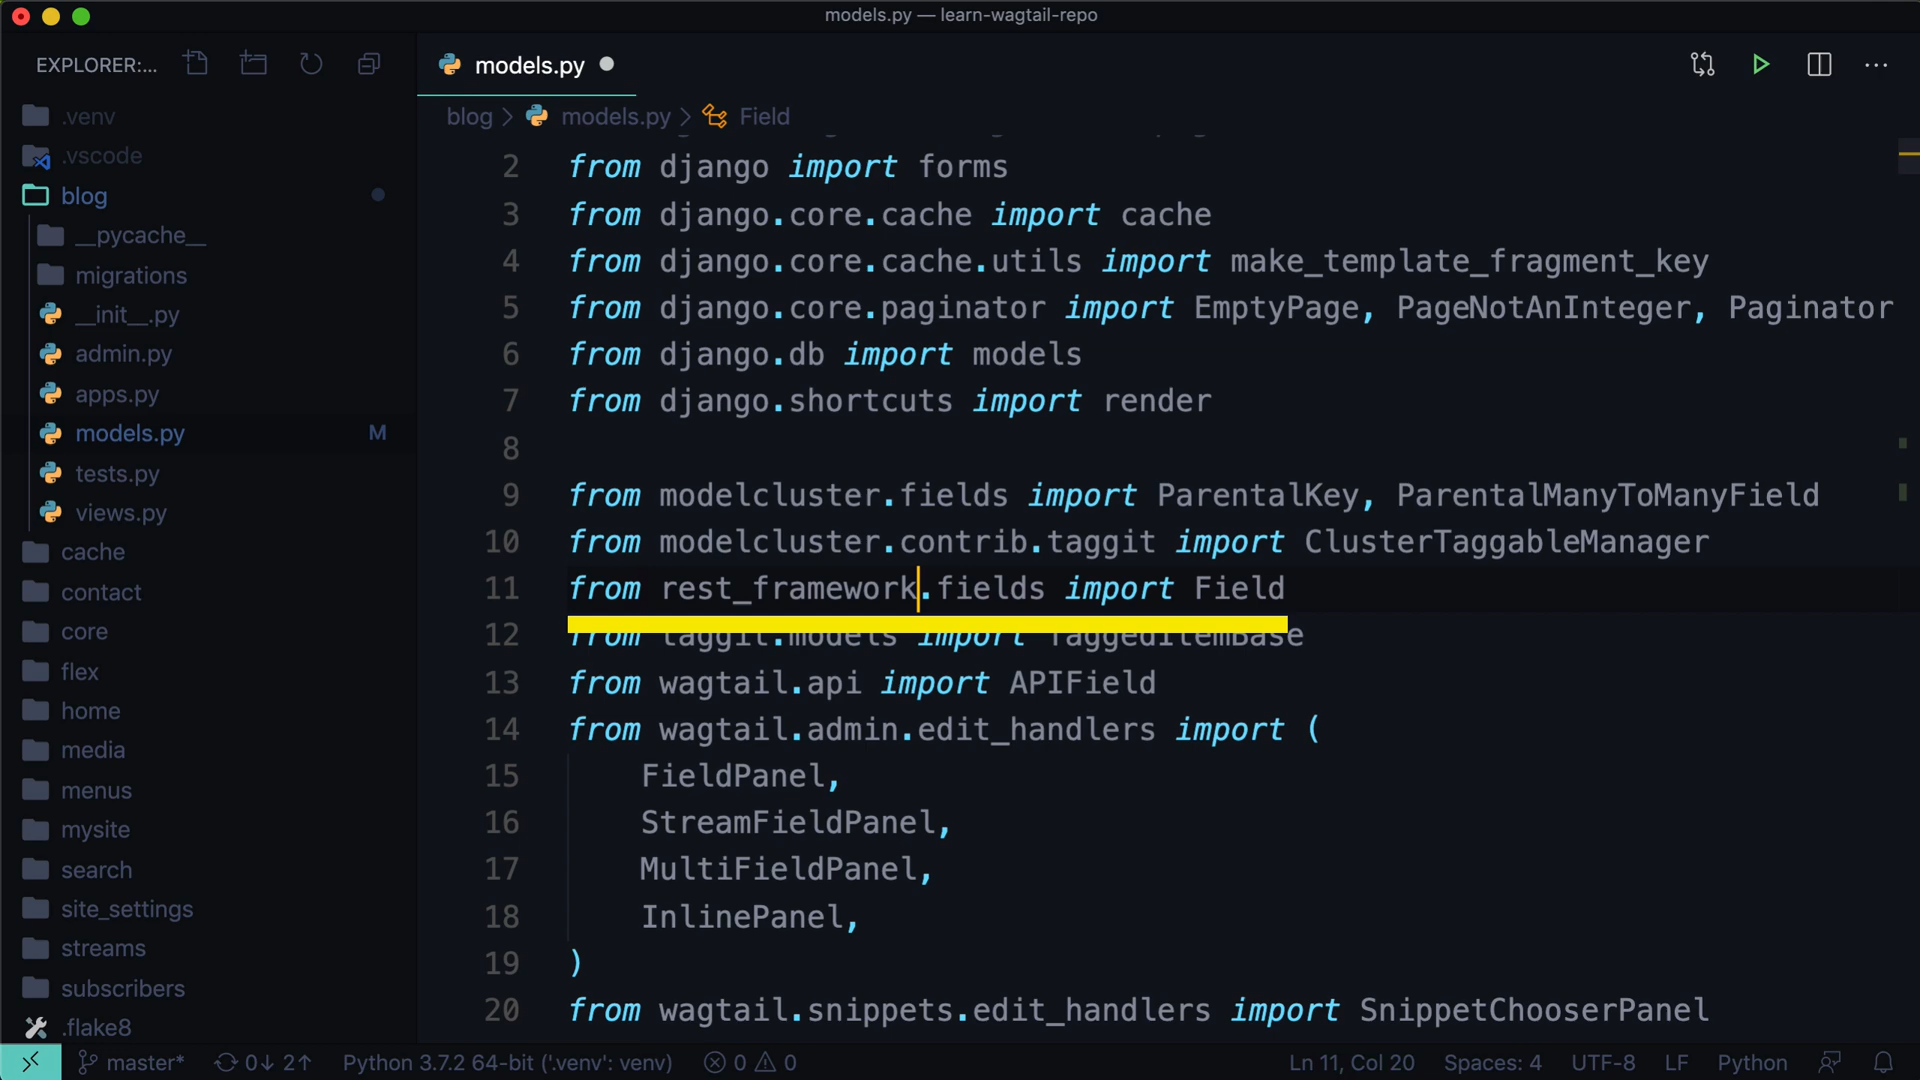 models.py — learn-wagtail-repo
EXPLORER:...
models.py
blog > models.py > Field
.venv
.vscode
blog
__pycache__
migrations
__init__.py
admin.py
apps.py
models.py M
tests.py
views.py
cache
contact
core
flex
home
media
menus
mysite
search
site_settings
streams
subscribers
.flake8
2 from django import forms
3 from django.core.cache import cache
4 from django.core.cache.utils import make_template_fragment_key
5 from django.core.paginator import EmptyPage, PageNotAnInteger, Paginator
6 from django.db import models
7 from django.shortcuts import render
8
9 from modelcluster.fields import ParentalKey, ParentalManyToManyField
10 from modelcluster.contrib.taggit import ClusterTaggableManager
11 from rest_framework.fields import Field
12 from taggit.models import TaggedItemBase
13 from wagtail.api import APIField
14 from wagtail.admin.edit_handlers import (
15 FieldPanel,
16 StreamFieldPanel,
17 MultiFieldPanel,
18 InlinePanel,
19 )
20 from wagtail.snippets.edit_handlers import SnippetChooserPanel
master* 0↓ 2↑ Python 3.7.2 64-bit ('.venv': venv) 0 0 Ln 11, Col 20 Spaces: 4 UTF-8 LF Python